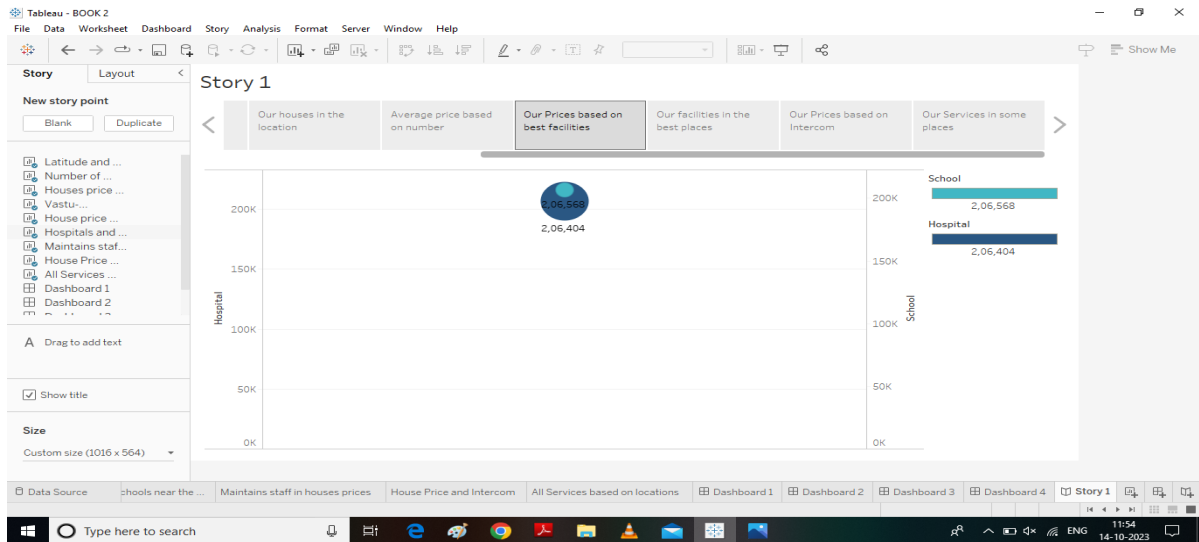 Tableau - BOOK 2
File Data Worksheet Dashboard Story Analysis Format Server Window Help
Show Me
Story Layout
New story point
Blank Duplicate
Latitude and ...
Number of ...
Houses price ...
Vastu-...
House price ...
Hospitals and ...
Maintains staf...
House Price ...
All Services ...
Dashboard 1
Dashboard 2
A Drag to add text
Show title
Size
Custom size (1016 x 564)
Story 1
Our houses in the
location
Average price based
on number
Our Prices based on
best facilities
Our facilities in the
best places
Our Prices based on
Intercom
Our Services in some
places
Hospital
200K
150K
100K
50K
0K
2,06,568
2,06,404
200K
150K
100K
50K
0K
School
School
2,06,568
Hospital
2,06,404
Data Source chools near the ... Maintains staff in houses prices House Price and Intercom All Services based on locations Dashboard 1 Dashboard 2 Dashboard 3 Dashboard 4 Story 1
Type here to search
ENG
11:54
14-10-2023